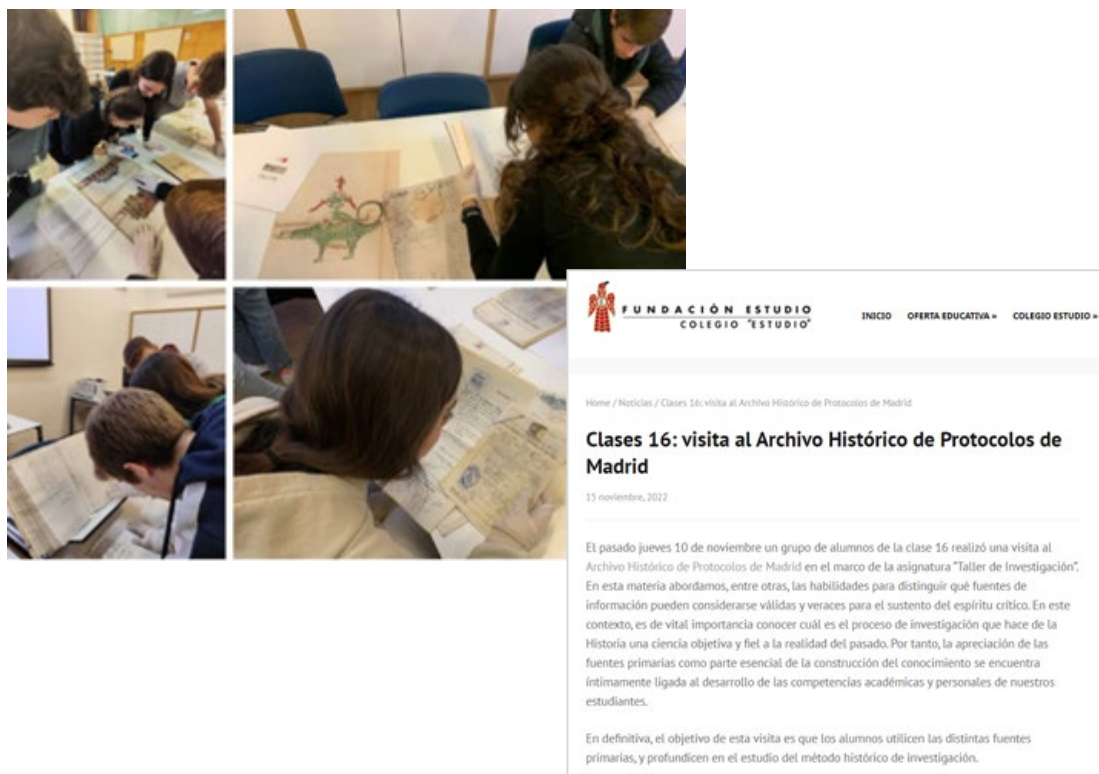 FUNDACIÓN ESTUDIO
COLEGIO "ESTUDIO"
INICIO OFERTA EDUCATIVA » COLEGIO ESTUDIO »
Home / Noticias / Clases 16: visita al Archivo Histórico de Protocolos de Madrid
Clases 16: visita al Archivo Histórico de Protocolos de
Madrid
15 noviembre, 2022
El pasado jueves 10 de noviembre un grupo de alumnos de la clase 16 realizó una visita al
Archivo Histórico de Protocolos de Madrid en el marco de la asignatura "Taller de Investigación".
En esta materia abordamos, entre otras, las habilidades para distinguir qué fuentes de
información pueden considerarse válidas y veraces para el sustento del espíritu crítico. En este
contexto, es de vital importancia conocer cuál es el proceso de investigación que hace de la
Historia una ciencia objetiva y fiel a la realidad del pasado. Por tanto, la apreciación de las
fuentes primarias como parte esencial de la construcción del conocimiento se encuentra
íntimamente ligada al desarrollo de las competencias académicas y personales de nuestros
estudiantes.
En definitiva, el objetivo de esta visita es que los alumnos utilicen las distintas fuentes
primarias, y profundicen en el estudio del método histórico de investigación.